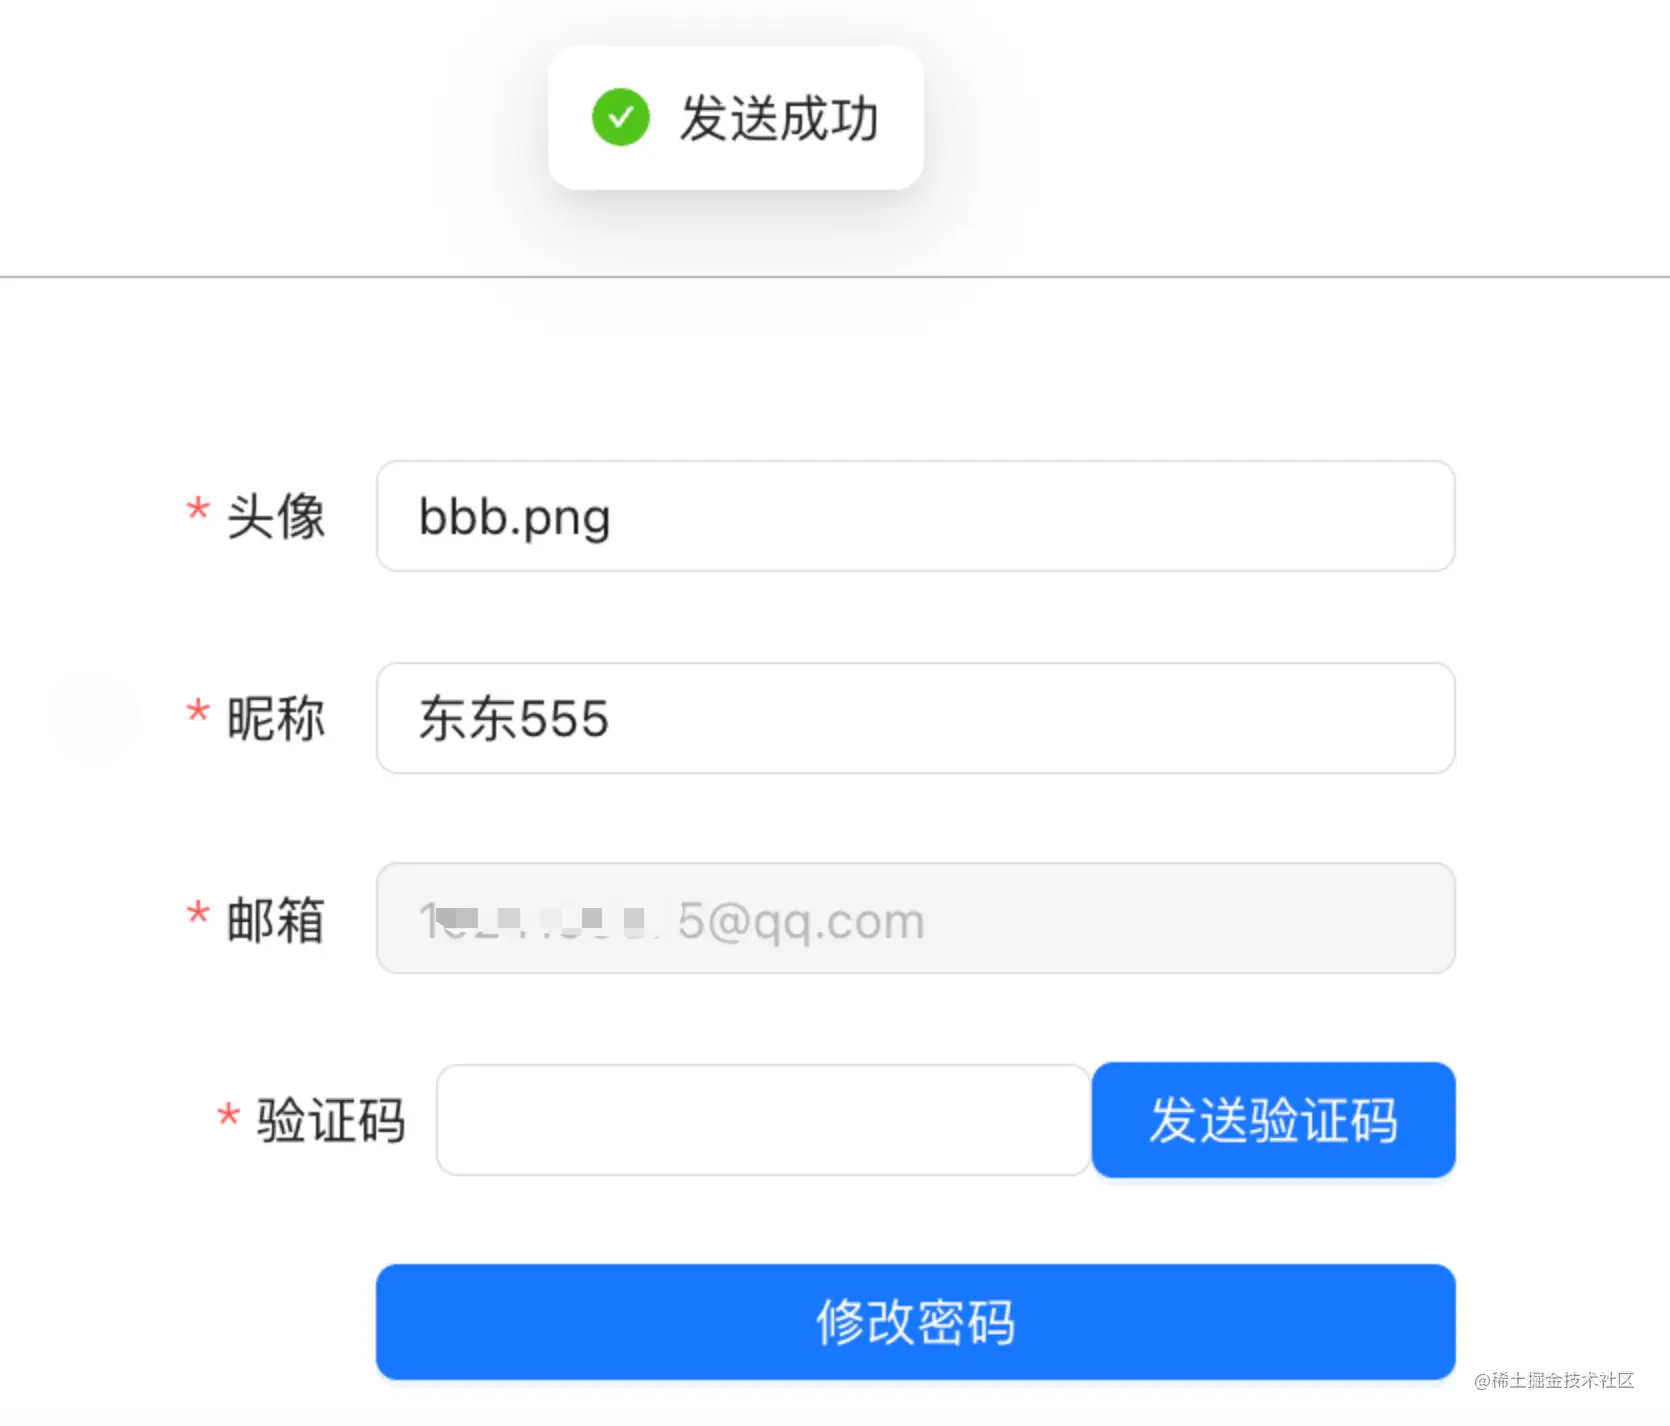 发送成功
* 头像 bbb.png
* 昵称 东东555
* 邮箱 5@qq.com
* 验证码 发送验证码
修改密码
@稀土掘金技术社区